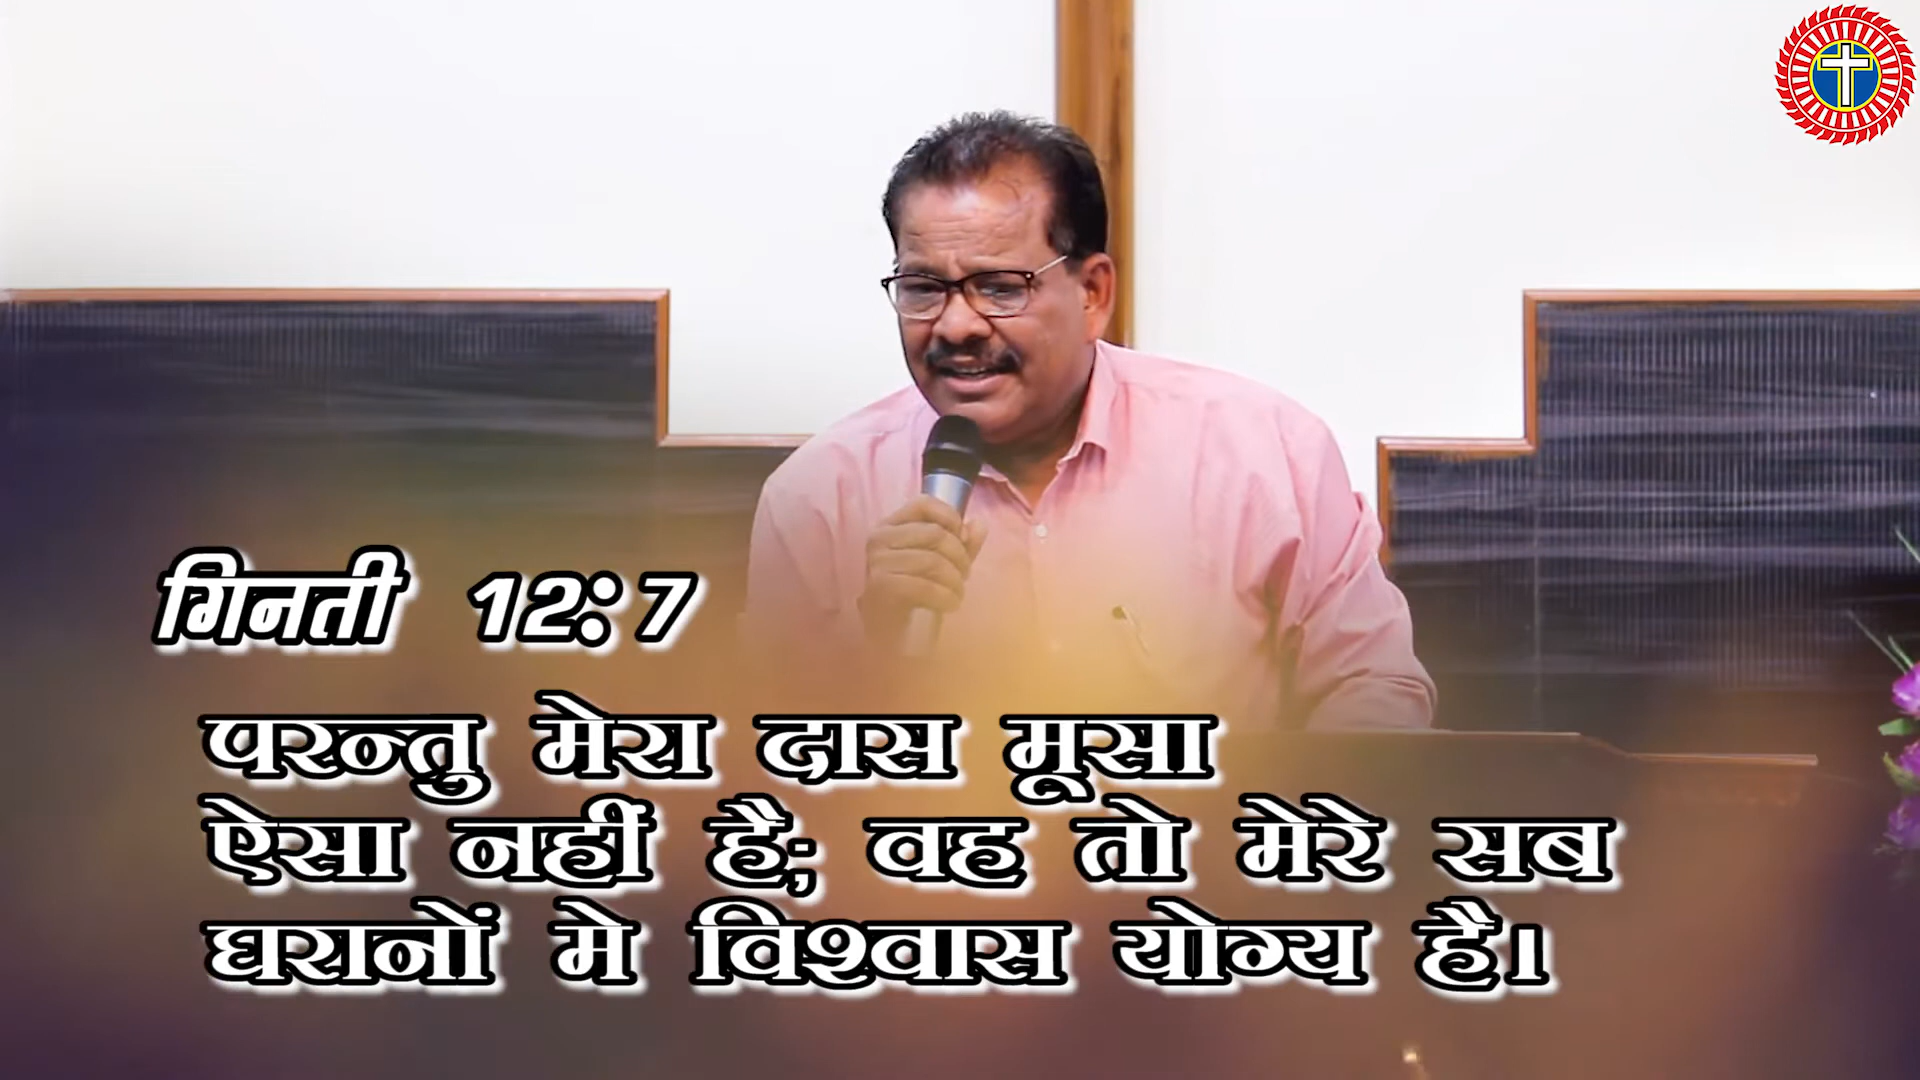 गिनती 12:7
परन्तु मेरा दास मूसा
ऐसा नहीं है; वह तो मेरे सब
घरानों मे विश्वास योग्य है।